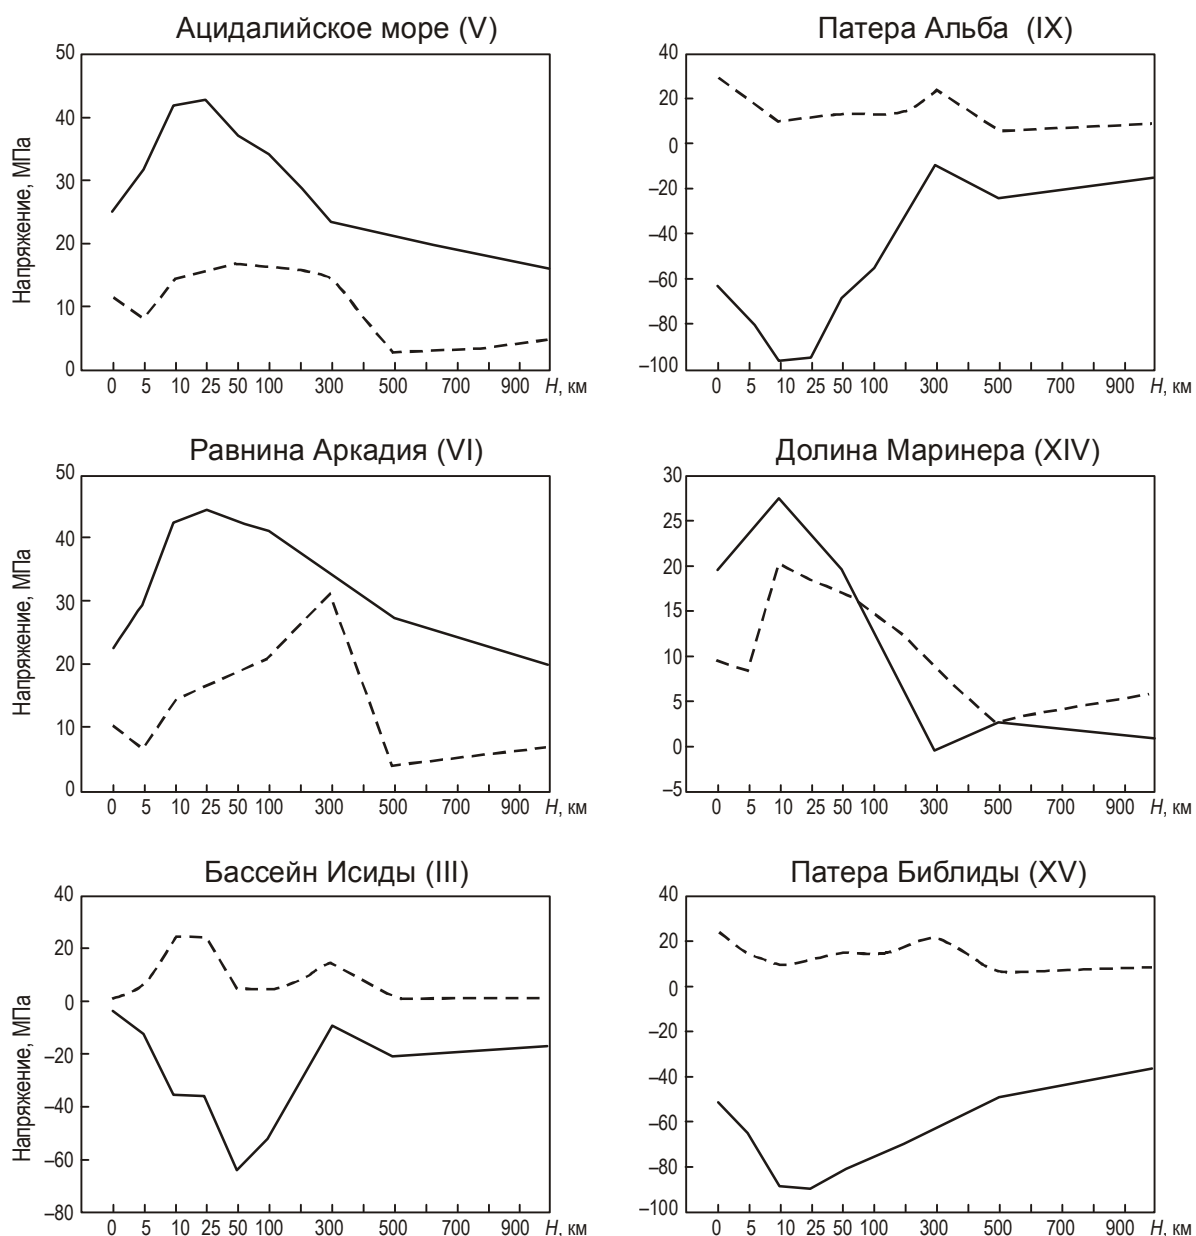 Ацидалийское море (V)
Напряжение, МПа
50
40
30
20
10
0
0 5 10 25 50 100 300 500 700 900 H, км
Патера Альба (IX)
40
20
0
–20
–40
–60
–80
–100
0 5 10 25 50 100 300 500 700 900 H, км
Равнина Аркадия (VI)
Напряжение, МПа
50
40
30
20
10
0
0 5 10 25 50 100 300 500 700 900 H, км
Долина Маринера (XIV)
30
25
20
15
10
5
0
–5
0 5 10 25 50 100 300 500 700 900 H, км
Бассейн Исиды (III)
Напряжение, МПа
40
20
0
–20
–40
–60
–80
0 5 10 25 50 100 300 500 700 900 H, км
Патера Библиды (XV)
40
20
0
–20
–40
–60
–80
–100
0 5 10 25 50 100 300 500 700 900 H, км